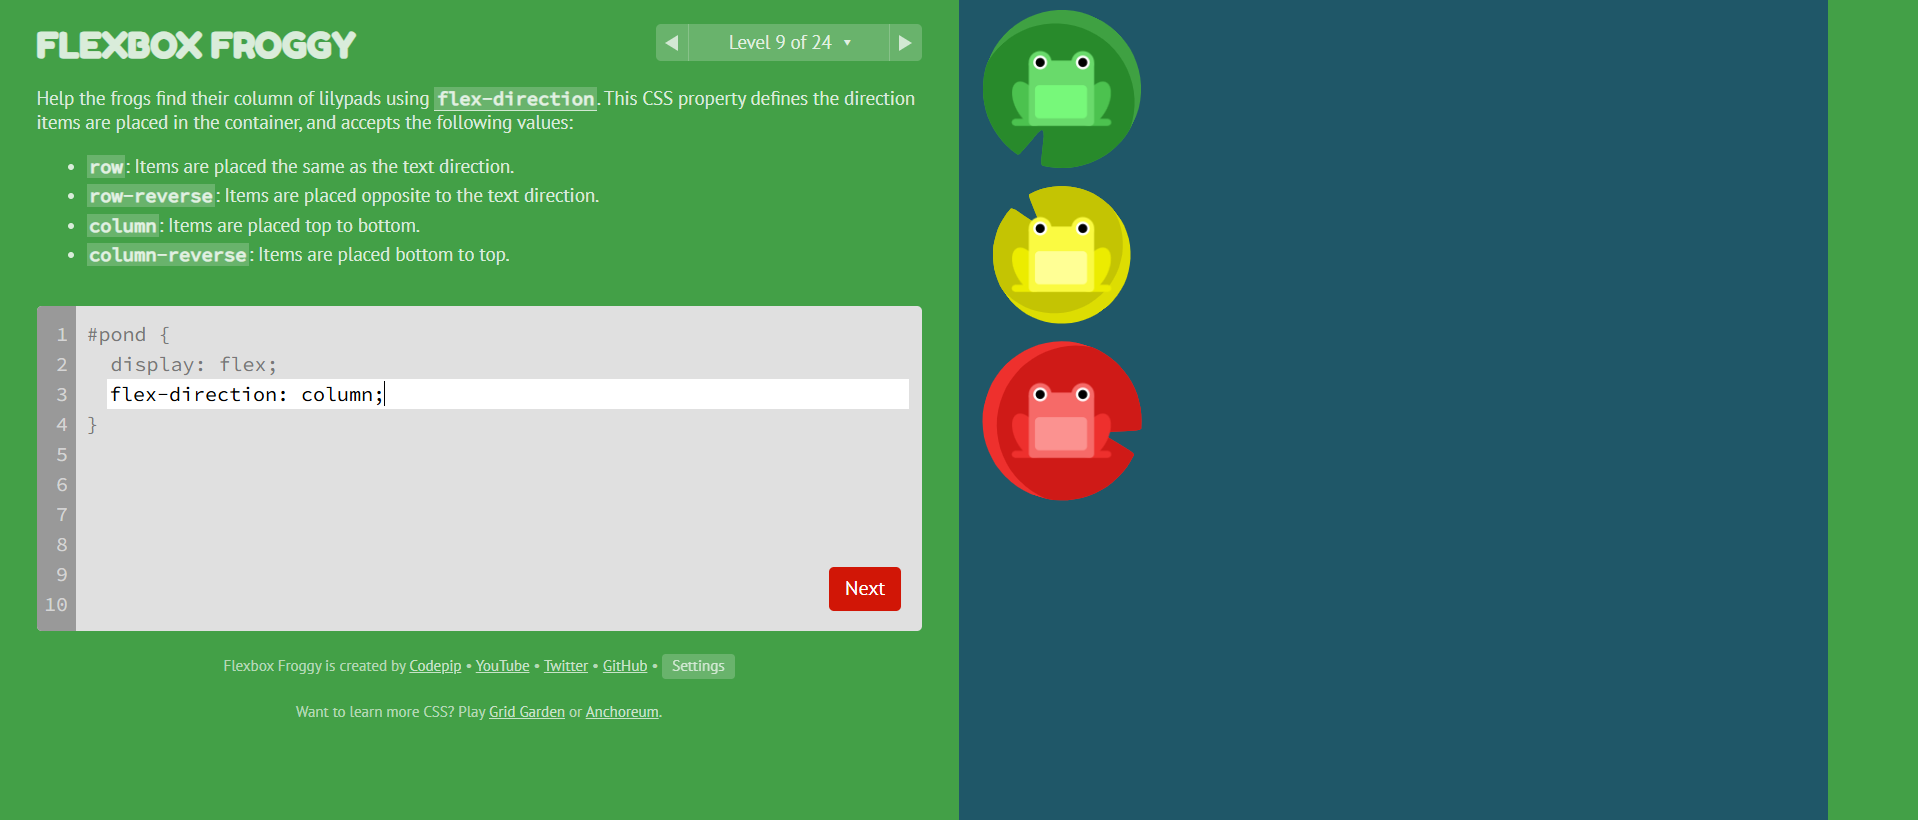 FLEXBOX FROGGY
Level 9 of 24 ▼
Help the frogs find their column of lilypads using flex-direction. This CSS property defines the direction
items are placed in the container, and accepts the following values:
• row: Items are placed the same as the text direction.
• row-reverse: Items are placed opposite to the text direction.
• column: Items are placed top to bottom.
• column-reverse: Items are placed bottom to top.
1 #pond {
2 display: flex;
3 flex-direction: column;
4 }
5
6
7
8
9
10
Next
Flexbox Froggy is created by Codepip • YouTube • Twitter • GitHub • Settings
Want to learn more CSS? Play Grid Garden or Anchoreum.